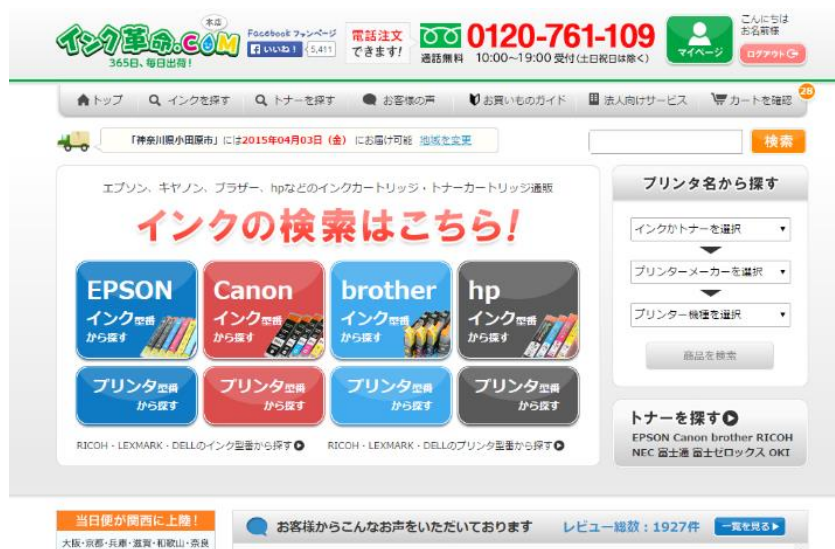 本店
インク革命.COM
365日、毎日出荷!
Facebook ファンページ
いいね! 5,411
電話注文
できます!
通話無料
0120-761-109
10:00～19:00 受付(土日祝日は除く)
マイページ
こんにちは
お名前様
ログアウト
トップ
インクを探す
トナーを探す
お客様の声
お買いものガイド
法人向けサービス
カートを確認
28
「神奈川県小田原市」には2015年04月03日（金）にお届け可能 地域を変更
検索
エプソン、キヤノン、ブラザー、hpなどのインクカートリッジ・トナーカートリッジ通販
インクの検索はこちら!
EPSON
インク型番
から探す
Canon
インク型番
から探す
brother
インク型番
から探す
hp
インク型番
から探す
プリンタ型番
から探す
プリンタ型番
から探す
プリンタ型番
から探す
プリンタ型番
から探す
RICOH・LEXMARK・DELLのインク型番から探す
RICOH・LEXMARK・DELLのプリンタ型番から探す
プリンタ名から探す
インクかトナーを選択
プリンターメーカーを選択
プリンター機種を選択
商品を検索
トナーを探す
EPSON Canon brother RICOH
NEC 富士通 富士ゼロックス OKI
当日便が関西に上陸!
大阪・京都・兵庫・滋賀・和歌山・奈良
お客様からこんなお声をいただいております
レビュー総数：1927件
一覧を見る